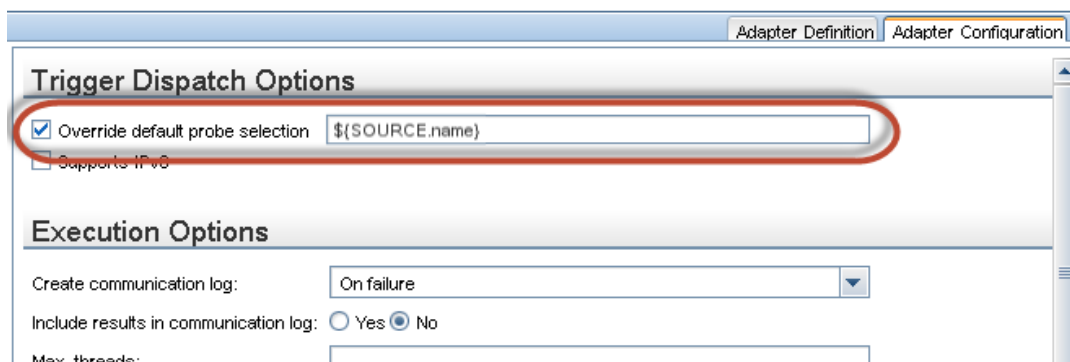 Adapter Definition Adapter Configuration
Trigger Dispatch Options
Override default probe selection ${SOURCE.name}
Supports IPv6
Execution Options
Create communication log: On failure
Include results in communication log: Yes No
Max. threads: